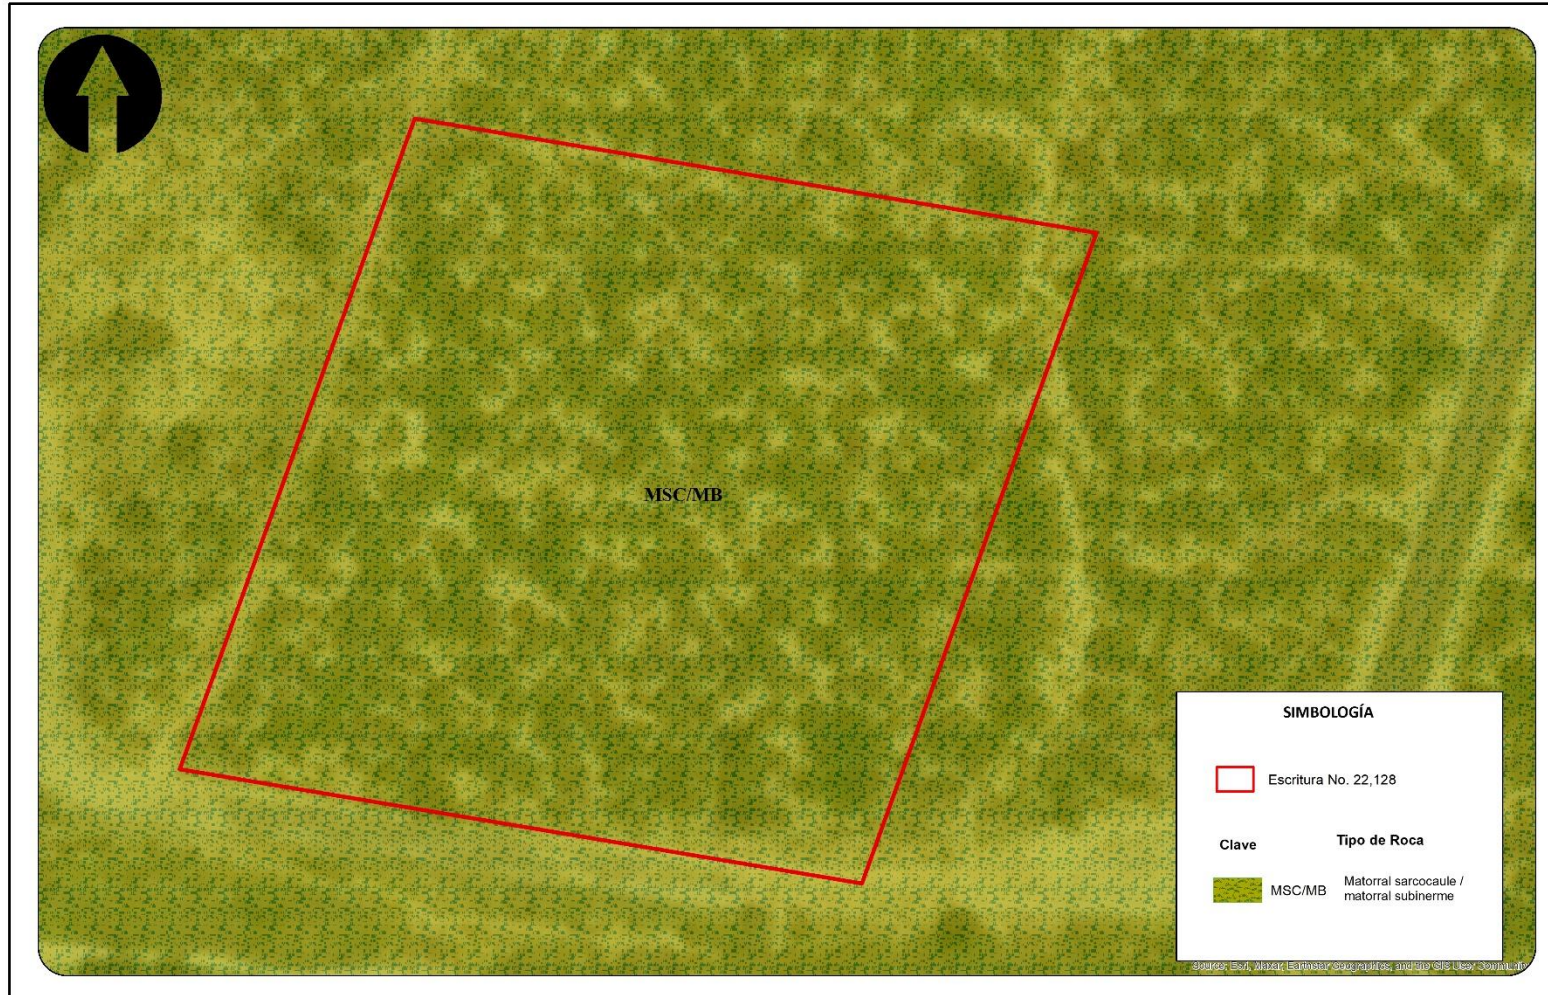 MSC/MB
SIMBOLOGÍA
Escritura No. 22,128
Clave
Tipo de Roca
MSC/MB
Matorral sarcocaule /
matorral subinerme
Source: Esri, Maxar, Earthstar Geographics, and the GIS User Community